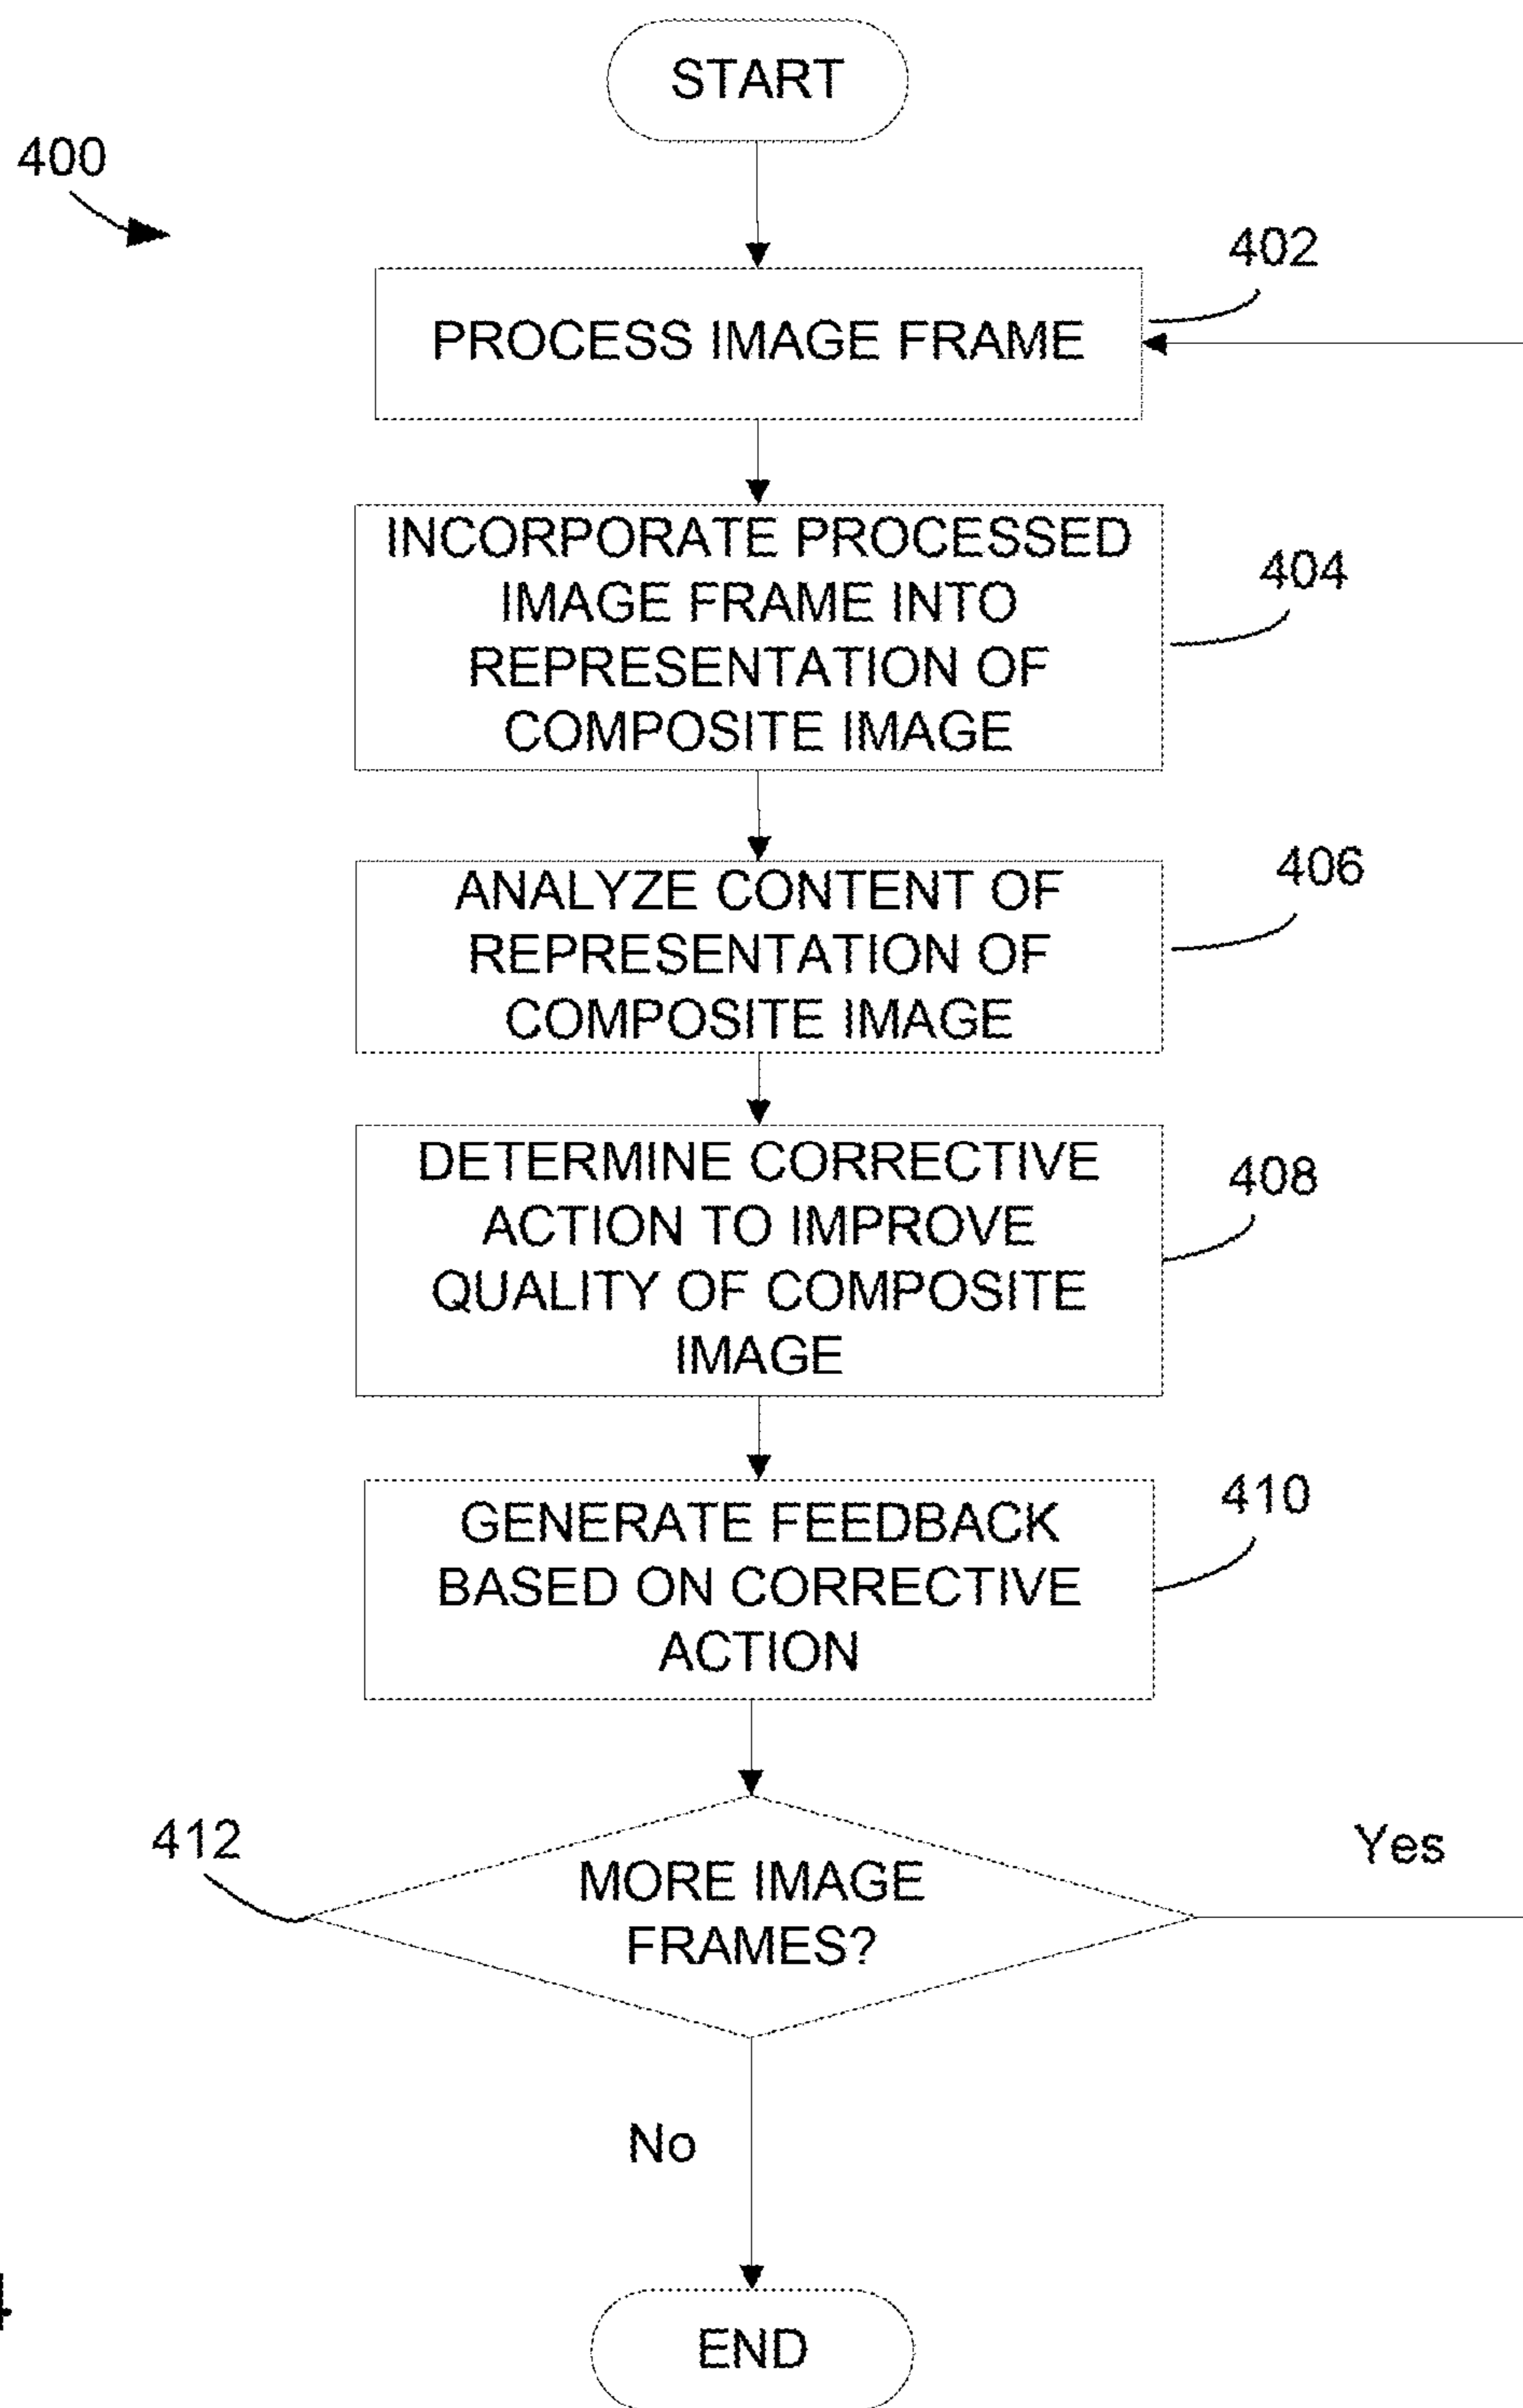 START
400
402
PROCESS IMAGE FRAME
INCORPORATE PROCESSED
IMAGE FRAME INTO
REPRESENTATION OF
COMPOSITE IMAGE
404
ANALYZE CONTENT OF
REPRESENTATION OF
COMPOSITE IMAGE
406
DETERMINE CORRECTIVE
ACTION TO IMPROVE
QUALITY OF COMPOSITE
IMAGE
408
GENERATE FEEDBACK
BASED ON CORRECTIVE
ACTION
410
412
MORE IMAGE
FRAMES?
Yes
No
END